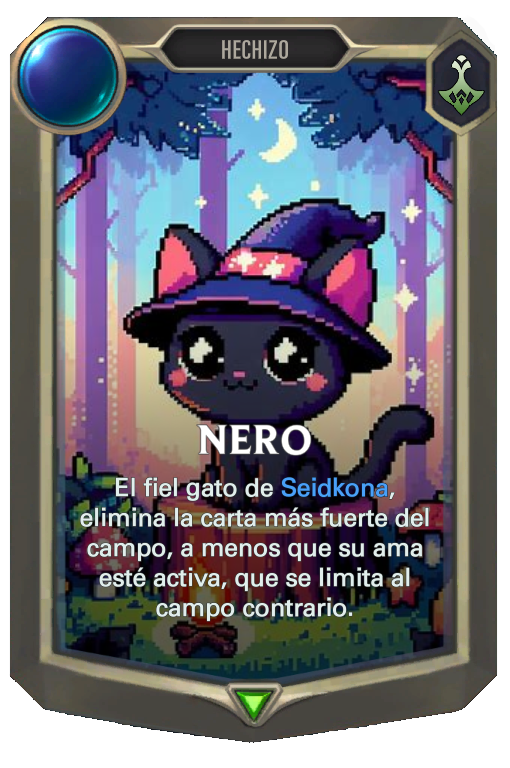 HECHIZO
NERO
El fiel gato de Seidkona,
elimina la carta más fuerte del
campo, a menos que su ama
esté activa, que se limita al
campo contrario.